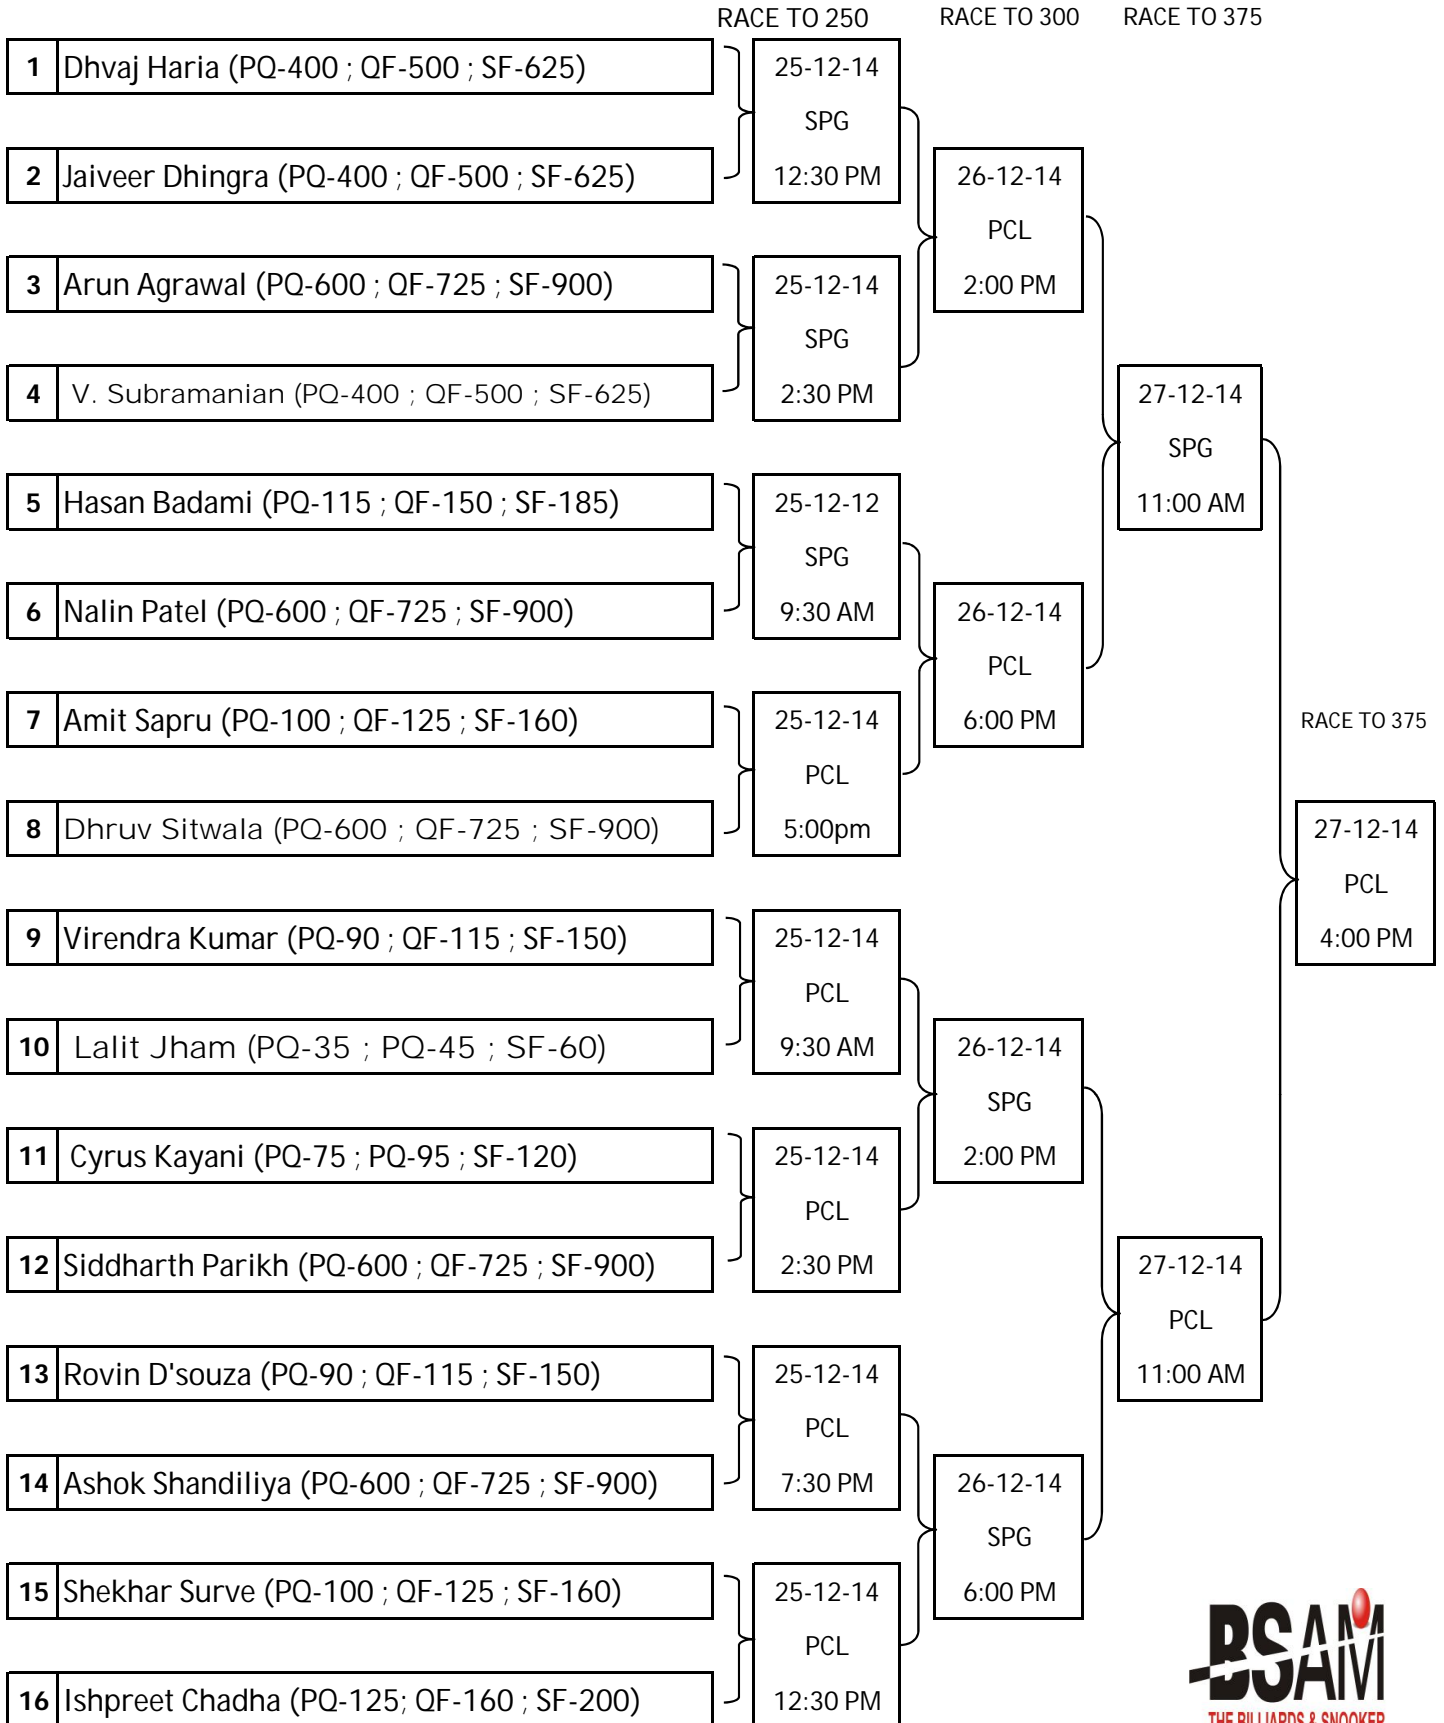 RACE TO 250 RACE TO 300 RACE TO 375
1 Dhvaj Haria (PQ-400 ; QF-500 ; SF-625) 25-12-14
SPG
2 Jaiveer Dhingra (PQ-400 ; QF-500 ; SF-625) 12:30 PM 26-12-14
PCL
3 Arun Agrawal (PQ-600 ; QF-725 ; SF-900) 25-12-14 2:00 PM
SPG
4 V. Subramanian (PQ-400 ; QF-500 ; SF-625) 2:30 PM 27-12-14
SPG
5 Hasan Badami (PQ-115 ; QF-150 ; SF-185) 25-12-12 11:00 AM
SPG
6 Nalin Patel (PQ-600 ; QF-725 ; SF-900) 9:30 AM 26-12-14
PCL
7 Amit Sapru (PQ-100 ; QF-125 ; SF-160) 25-12-14 6:00 PM RACE TO 375
PCL
8 Dhruv Sitwala (PQ-600 ; QF-725 ; SF-900) 5:00pm 27-12-14
PCL
9 Virendra Kumar (PQ-90 ; QF-115 ; SF-150) 25-12-14 4:00 PM
PCL
10 Lalit Jham (PQ-35 ; PQ-45 ; SF-60) 9:30 AM 26-12-14
SPG
11 Cyrus Kayani (PQ-75 ; PQ-95 ; SF-120) 25-12-14 2:00 PM
PCL
12 Siddharth Parikh (PQ-600 ; QF-725 ; SF-900) 2:30 PM 27-12-14
PCL
13 Rovin D'souza (PQ-90 ; QF-115 ; SF-150) 25-12-14 11:00 AM
PCL
14 Ashok Shandiliya (PQ-600 ; QF-725 ; SF-900) 7:30 PM 26-12-14
SPG
15 Shekhar Surve (PQ-100 ; QF-125 ; SF-160) 25-12-14 6:00 PM
PCL
BSAM
16 Ishpreet Chadha (PQ-125; QF-160 ; SF-200) 12:30 PM
THE BILLIARDS & SNOOKER